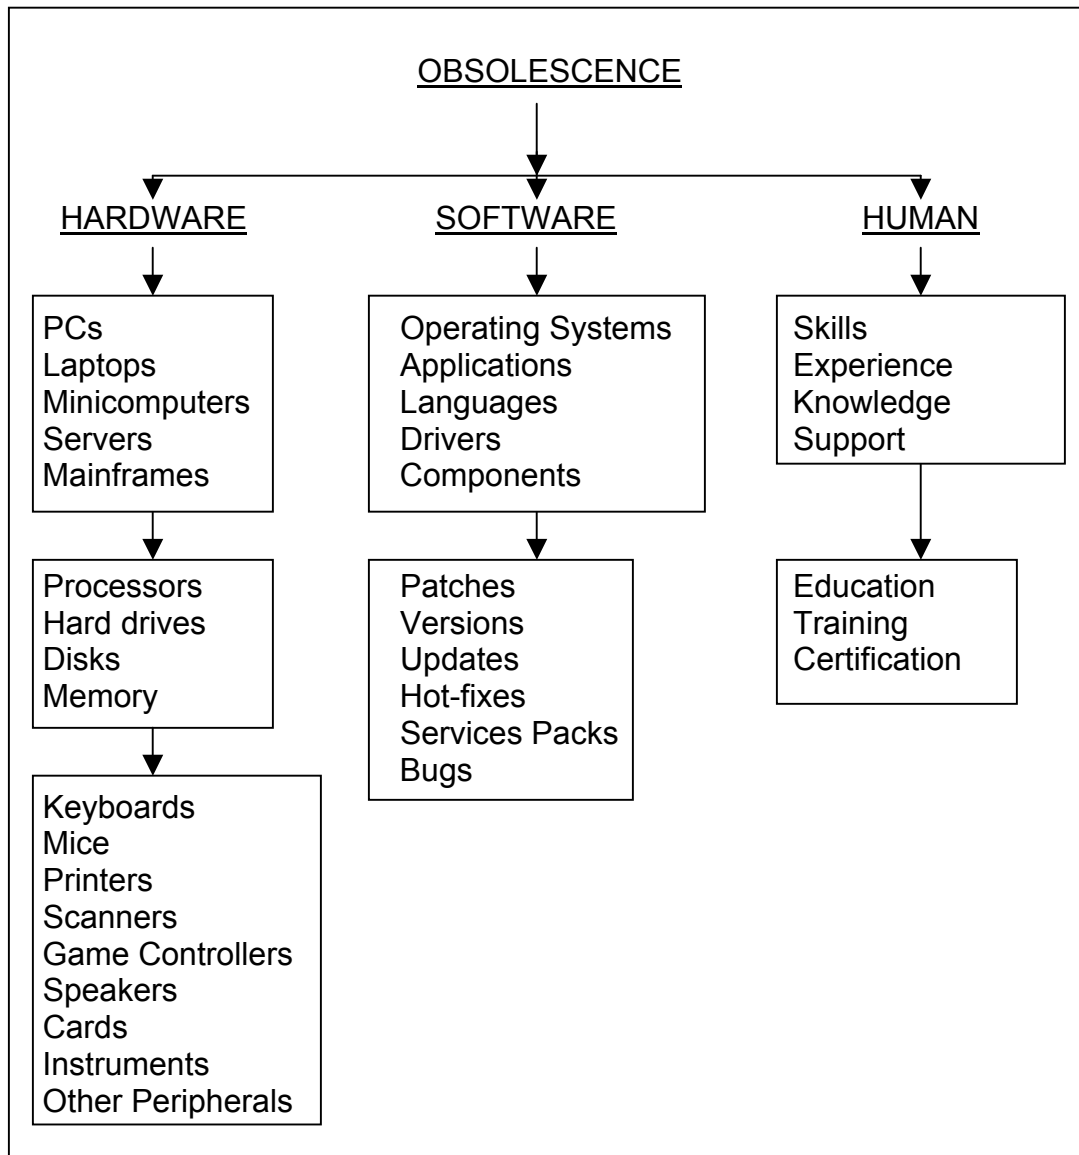 OBSOLESCENCE
HARDWARE
PCs
Laptops
Minicomputers
Servers
Mainframes
Processors
Hard drives
Disks
Memory
Keyboards
Mice
Printers
Scanners
Game Controllers
Speakers
Cards
Instruments
Other Peripherals
SOFTWARE
Operating Systems
Applications
Languages
Drivers
Components
Patches
Versions
Updates
Hot-fixes
Services Packs
Bugs
HUMAN
Skills
Experience
Knowledge
Support
Education
Training
Certification